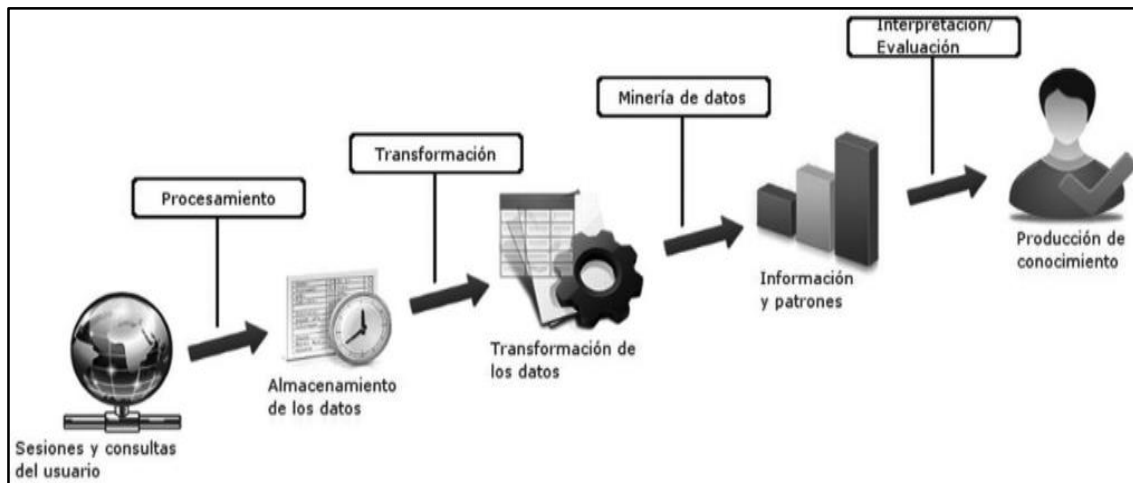 Interpretación/
Evaluación
Minería de datos
Transformación
Procesamiento
Producción de
conocimiento
Información
y patrones
Transformación de
los datos
Almacenamiento
de los datos
Sesiones y consultas
del usuario